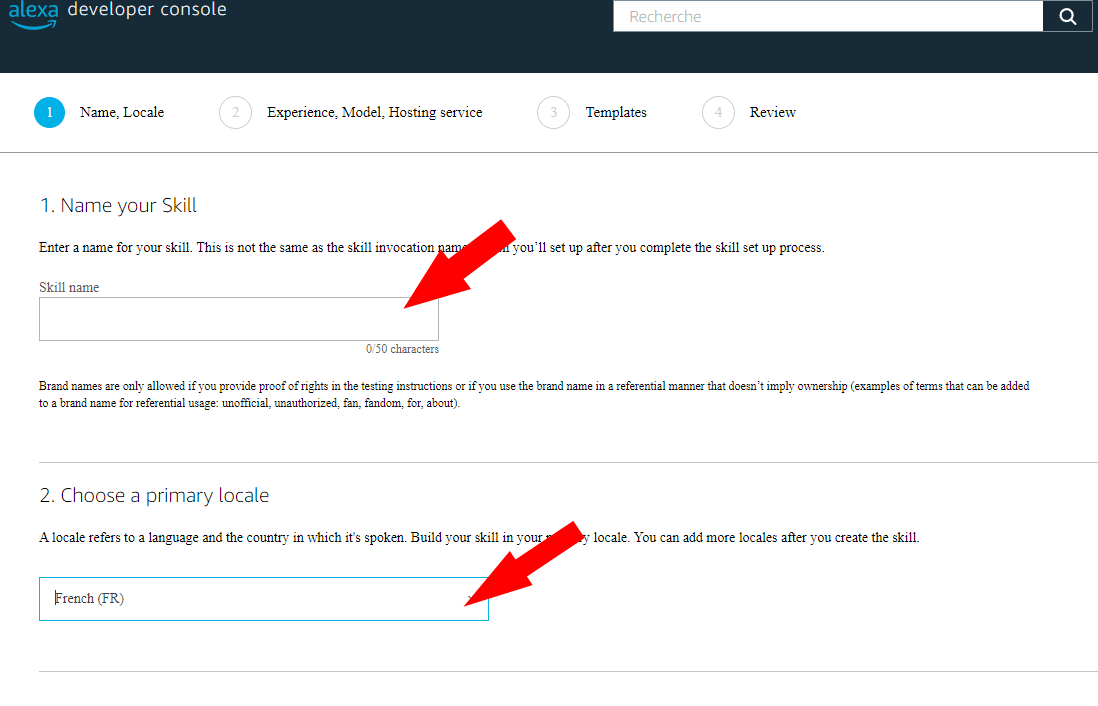 alexa developer console
Recherche
1 Name, Locale
2 Experience, Model, Hosting service
3 Templates
4 Review
1. Name your Skill
Enter a name for your skill. This is not the same as the skill invocation name you'll set up after you complete the skill set up process.
Skill name
0/50 characters
Brand names are only allowed if you provide proof of rights in the testing instructions or if you use the brand name in a referential manner that doesn't imply ownership (examples of terms that can be added
to a brand name for referential usage: unofficial, unauthorized, fan, fandom, for, about).
2. Choose a primary locale
A locale refers to a language and the country in which it's spoken. Build your skill in your locale. You can add more locales after you create the skill.
French (FR)